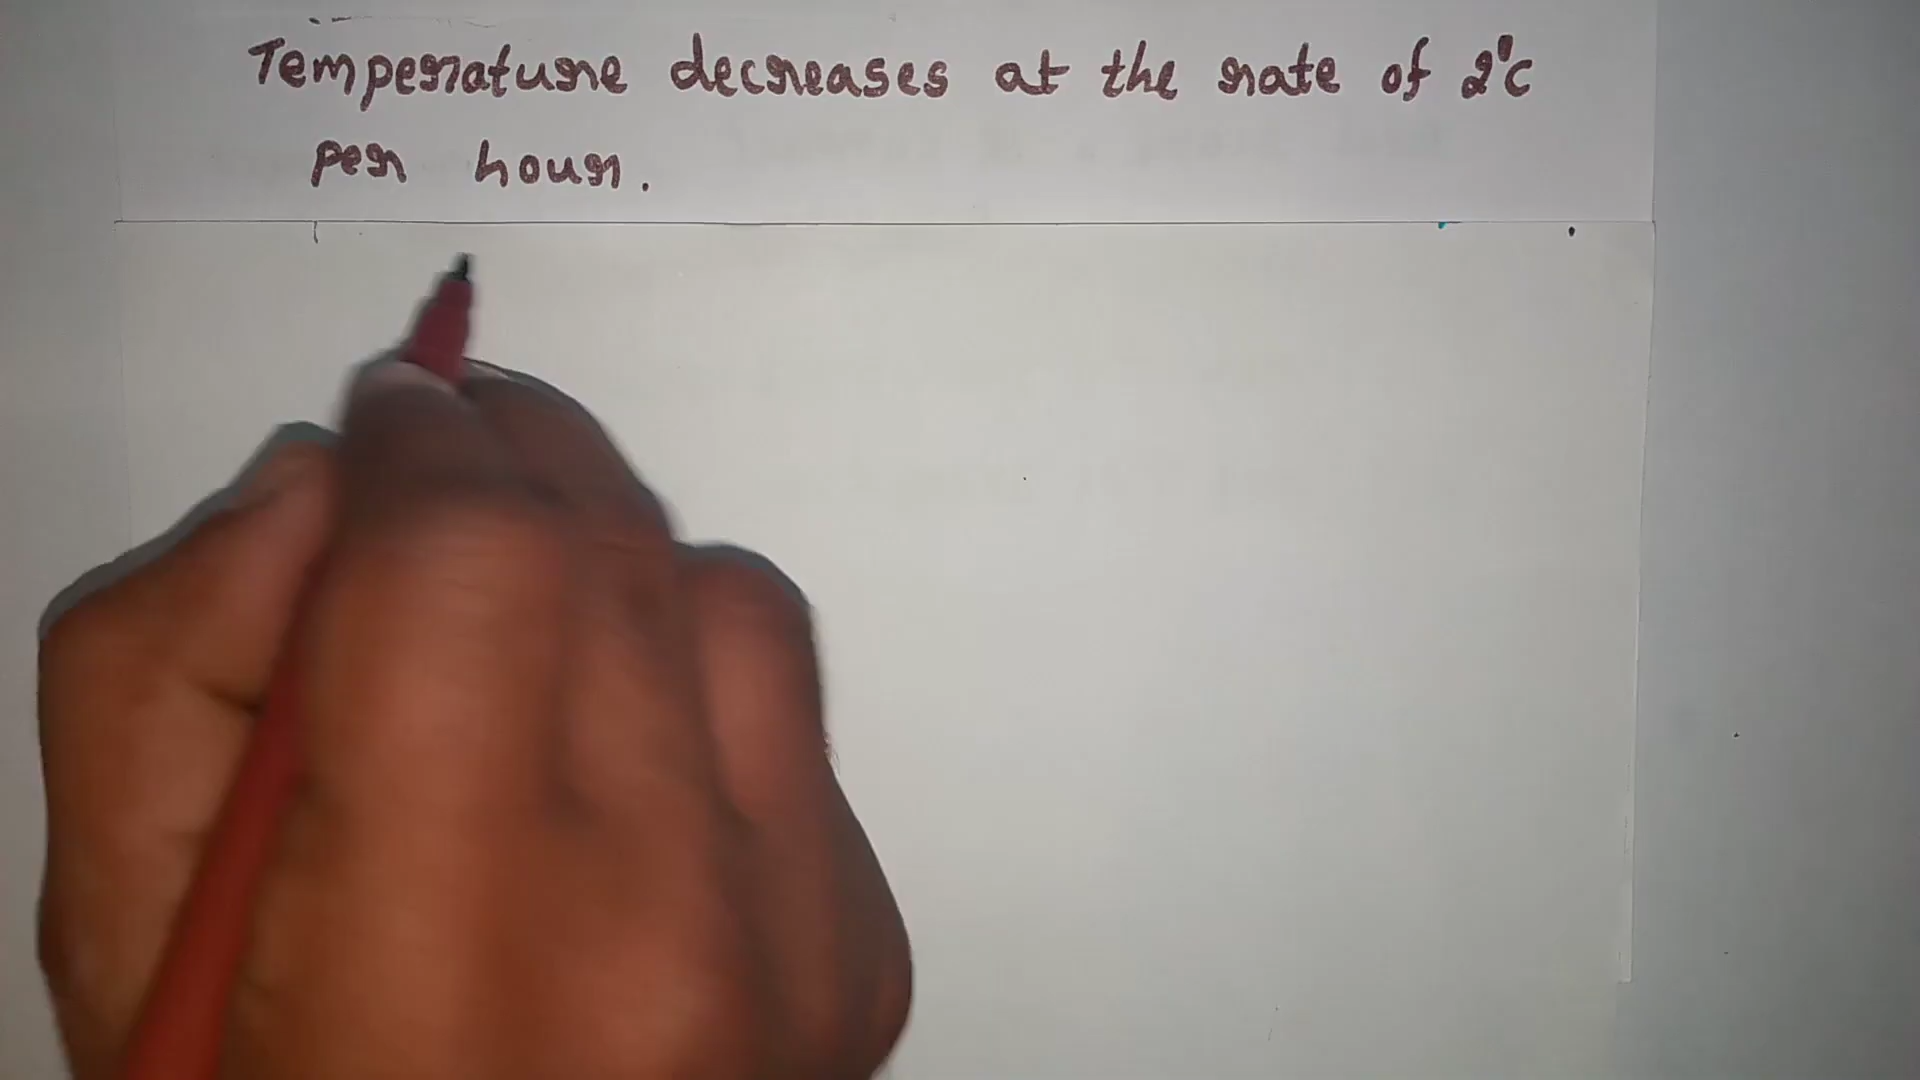 Temperature decreases at the rate of 2°c
per hour.